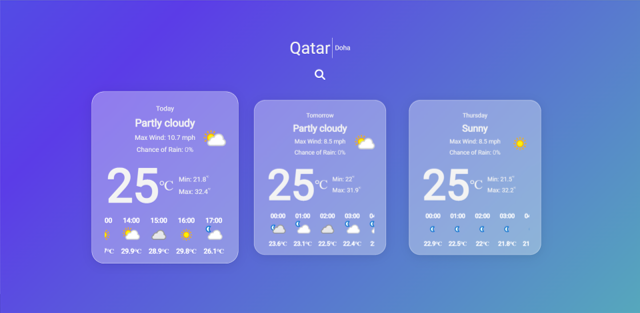 Qatar Doha
Today
Partly cloudy
Max Wind: 10.7 mph
Chance of Rain: 0%
25°C
Min: 21.8°
Max: 32.4°
00 14:00 15:00 16:00 17:00
°C 29.9°C 28.9°C 29.8°C 26.1°C
Tomorrow
Partly cloudy
Max Wind: 8.5 mph
Chance of Rain: 0%
25°C
Min: 22°
Max: 31.9°
00:00 01:00 02:00 03:00 0
23.6°C 23.1°C 22.5°C 22.4°C 2
Thursday
Sunny
Max Wind: 8.5 mph
Chance of Rain: 0%
25°C
Min: 21.5°
Max: 32.2°
00:00 01:00 02:00 03:00 0
22.9°C 22.5°C 22°C 21.8°C 21